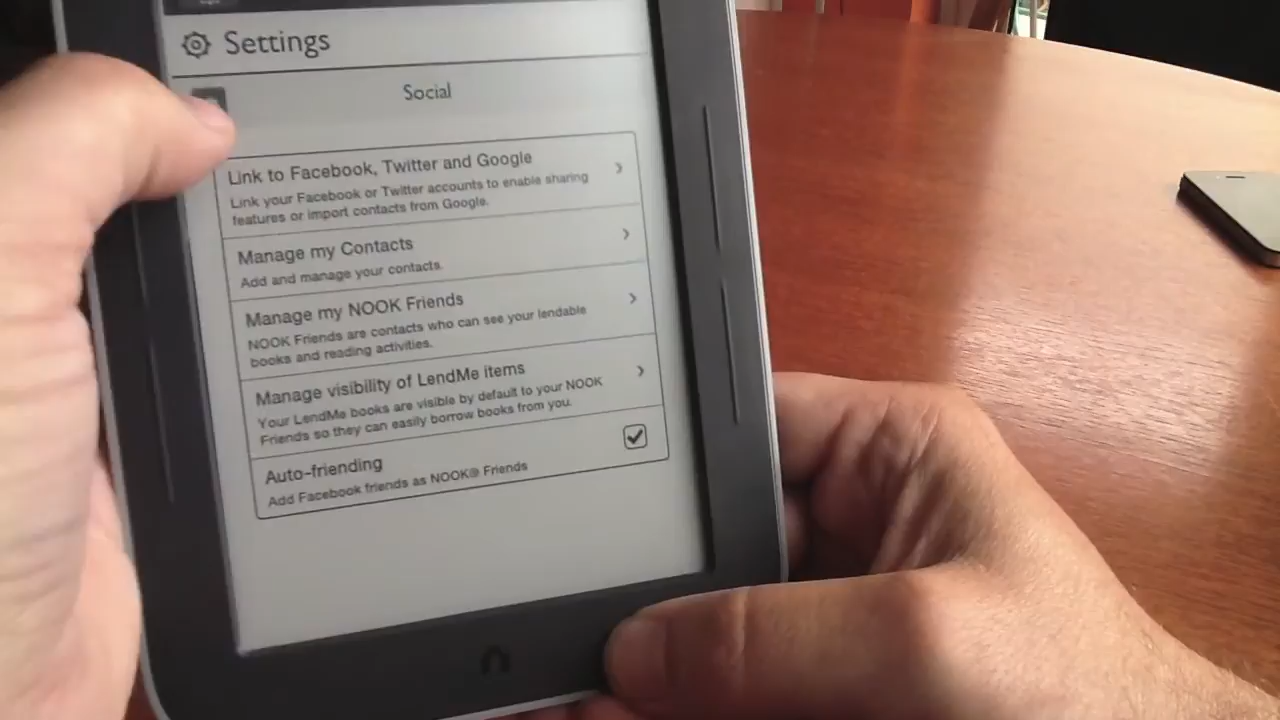 Settings
Social
Link to Facebook, Twitter and Google
Link your Facebook or Twitter accounts to enable sharing
features or import contacts from Google.
Manage my Contacts
Add and manage your contacts.
Manage my NOOK Friends
NOOK Friends are contacts who can see your lendable
books and reading activities.
Manage visibility of LendMe items
Your LendMe books are visible by default to your NOOK
Friends so they can easily borrow books from you.
Auto-friending
Add Facebook friends as NOOK® Friends